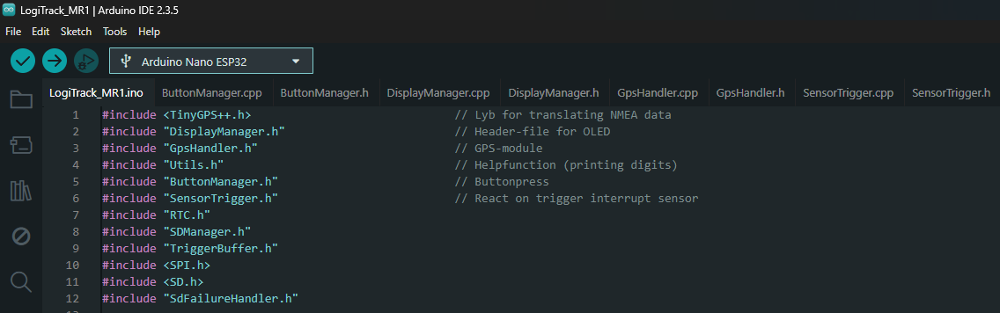 LogiTrack_MR1 | Arduino IDE 2.3.5
File Edit Sketch Tools Help
Arduino Nano ESP32
LogiTrack_MR1.ino ButtonManager.cpp ButtonManager.h DisplayManager.cpp DisplayManager.h GpsHandler.cpp GpsHandler.h SensorTrigger.cpp SensorTrigger.h
1 #include <TinyGPS++.h> // Lyb for translating NMEA data
2 #include "DisplayManager.h" // Header-file for OLED
3 #include "GpsHandler.h" // GPS-module
4 #include "Utils.h" // Helpfunction (printing digits)
5 #include "ButtonManager.h" // Buttonpress
6 #include "SensorTrigger.h" // React on trigger interrupt sensor
7 #include "RTC.h"
8 #include "SDManager.h"
9 #include "TriggerBuffer.h"
10 #include <SPI.h>
11 #include <SD.h>
12 #include "SdFailureHandler.h"